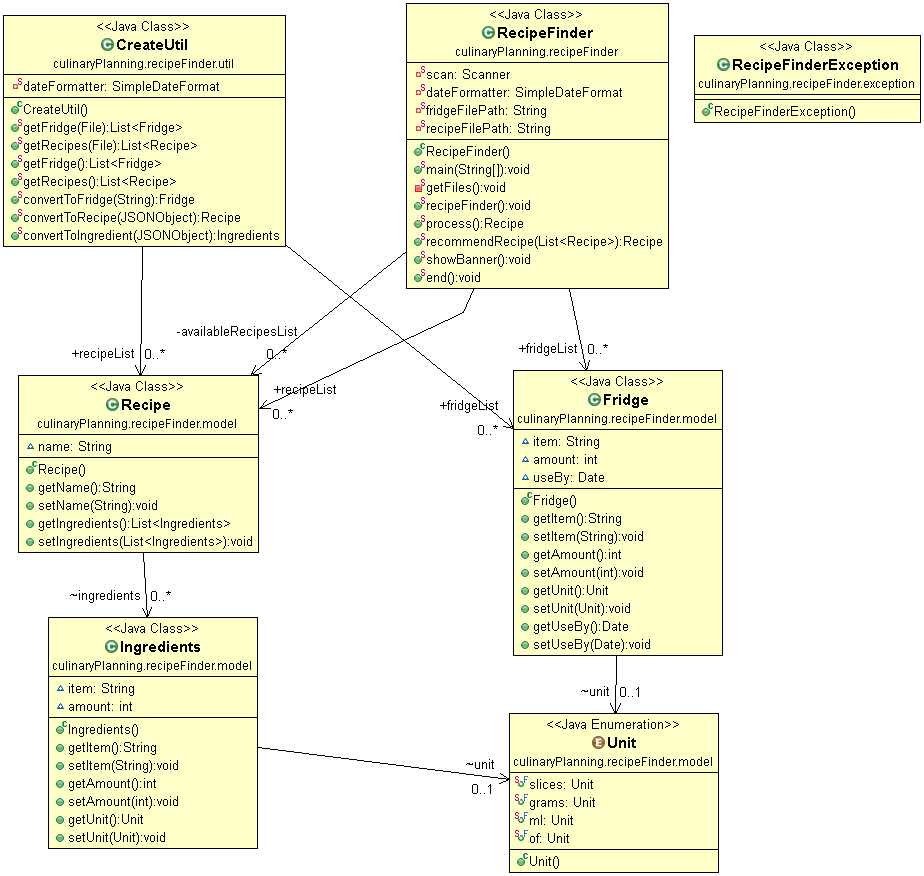 <<Java Class>>
CreateUtil
culinaryPlanning.recipeFinder.util
dateFormatter: SimpleDateFormat
CreateUtil()
getFridge(File):List<Fridge>
getRecipes(File):List<Recipe>
getFridge():List<Fridge>
getRecipes():List<Recipe>
convertToFridge(String):Fridge
convertToRecipe(JSONObject):Recipe
convertToIngredient(JSONObject):Ingredients
<<Java Class>>
RecipeFinder
culinaryPlanning.recipeFinder
scan: Scanner
dateFormatter: SimpleDateFormat
fridgeFilePath: String
recipeFilePath: String
RecipeFinder()
main(String[]):void
getFiles():void
recipeFinder():void
process():Recipe
recommendRecipe(List<Recipe>):Recipe
showBanner():void
end():void
<<Java Class>>
RecipeFinderException
culinaryPlanning.recipeFinder.exception
RecipeFinderException()
-availableRecipesList
0..*
+recipeList
0..*
+recipeList
0..*
+fridgeList
0..*
+fridgeList
0..*
<<Java Class>>
Recipe
culinaryPlanning.recipeFinder.model
name: String
Recipe()
getName():String
setName(String):void
getIngredients():List<Ingredients>
setIngredients(List<Ingredients>):void
<<Java Class>>
Fridge
culinaryPlanning.recipeFinder.model
item: String
amount: int
useBy: Date
Fridge()
getItem():String
setItem(String):void
getAmount():int
setAmount(int):void
getUnit():Unit
setUnit(Unit):void
getUseBy():Date
setUseBy(Date):void
~ingredients
0..*
<<Java Class>>
Ingredients
culinaryPlanning.recipeFinder.model
item: String
amount: int
Ingredients()
getItem():String
setItem(String):void
getAmount():int
setAmount(int):void
getUnit():Unit
setUnit(Unit):void
~unit
0..1
~unit
0..1
<<Java Enumeration>>
Unit
culinaryPlanning.recipeFinder.model
slices: Unit
grams: Unit
ml: Unit
of: Unit
Unit()